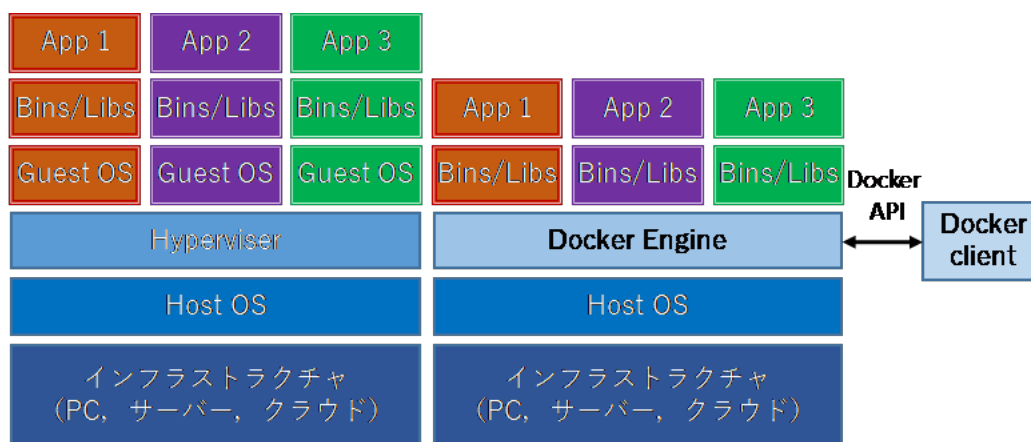 App 1
App 2
App 3
Bins/Libs
Bins/Libs
Bins/Libs
Guest OS
Guest OS
Guest OS
Hyperviser
Host OS
インフラストラクチャ
(PC, サーバー, クラウド)
App 1
App 2
App 3
Bins/Libs
Bins/Libs
Bins/Libs
Docker Engine
Host OS
インフラストラクチャ
(PC, サーバー, クラウド)
Docker
API
Docker
client